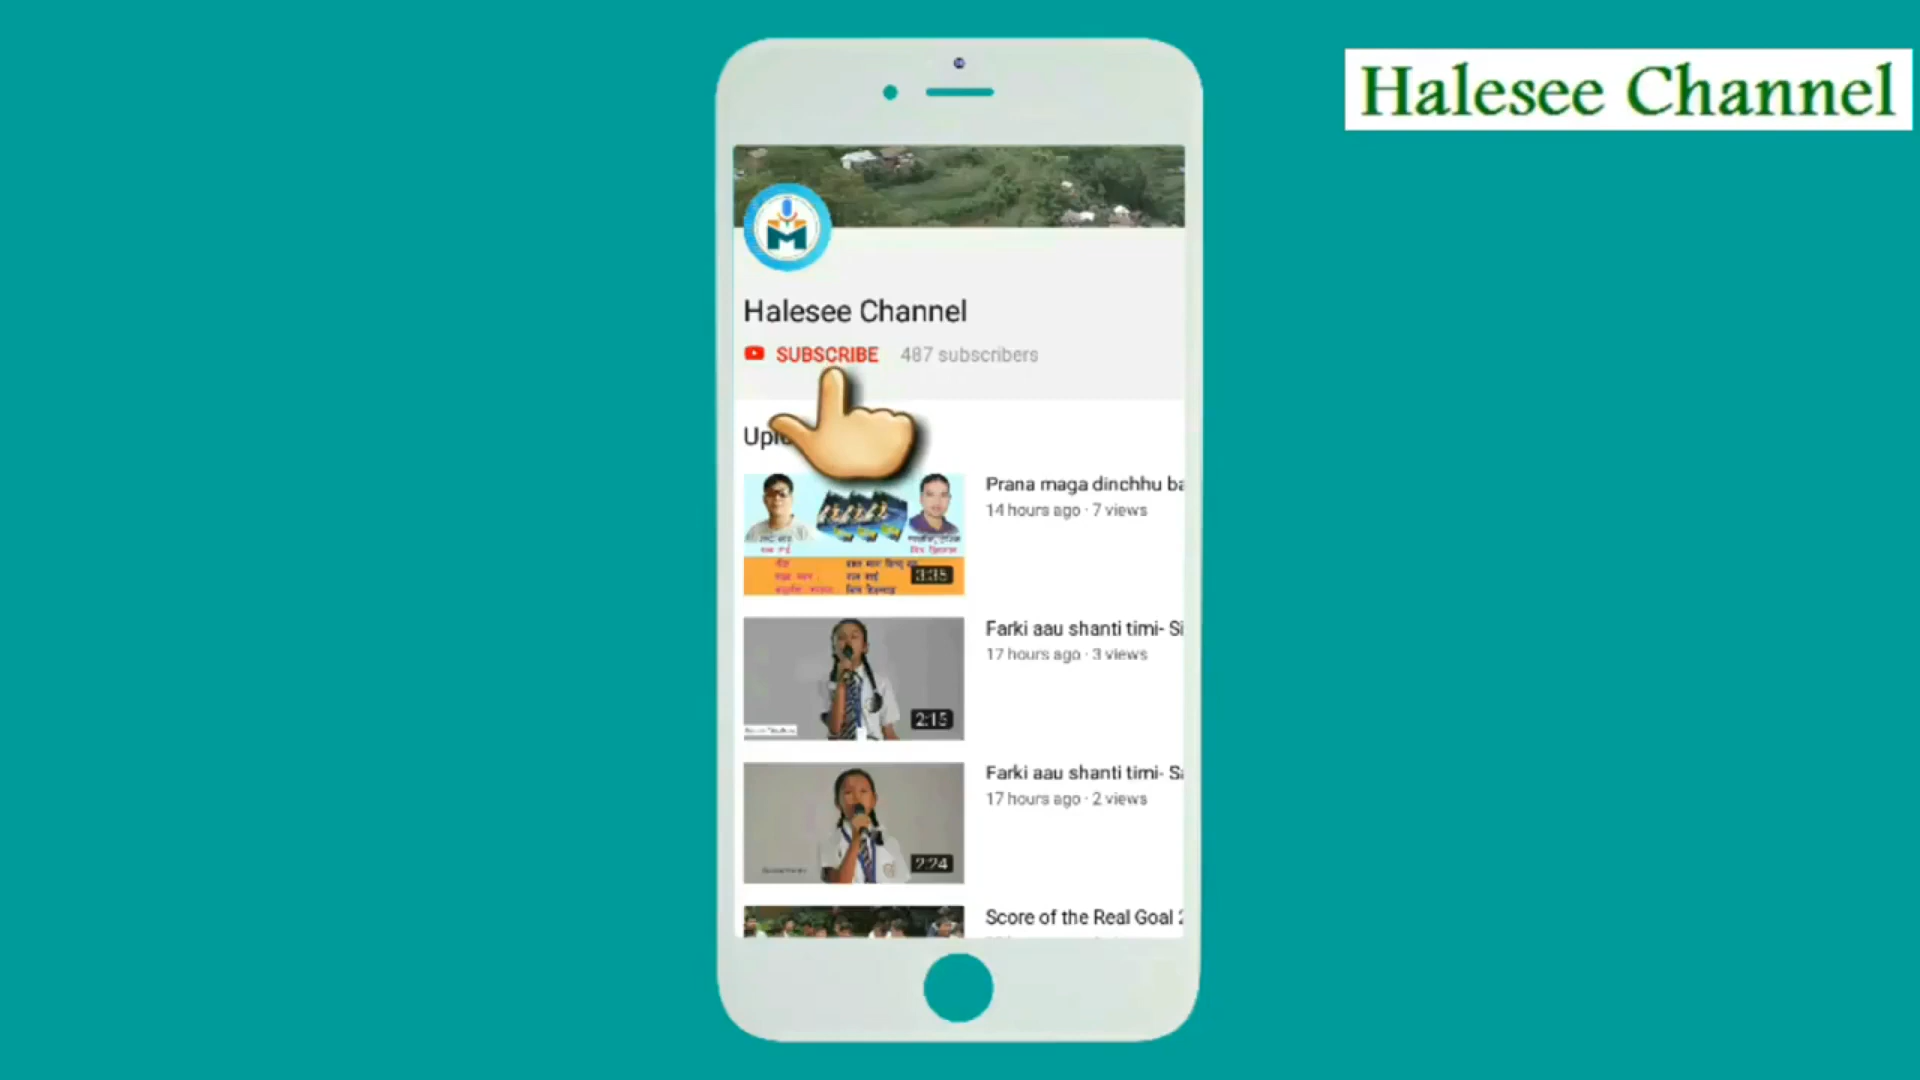 Halesee Channel
Halesee Channel
SUBSCRIBE 487 subscribers
Prana maga dinchhu
14 hours ago · 7 views
3:35
Farki aau shanti timi-
17 hours ago · 3 views
2:15
Farki aau shanti timi-
17 hours ago · 2 views
2:24
Score of the Real Goal